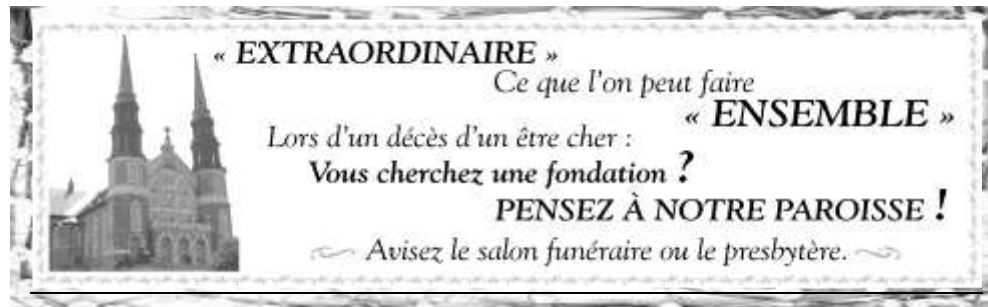 « EXTRAORDINAIRE »
Ce que l'on peut faire
« ENSEMBLE »
Lors d'un décès d'un être cher :
Vous cherchez une fondation ?
PENSEZ À NOTRE PAROISSE !
Avisez le salon funéraire ou le presbytère.